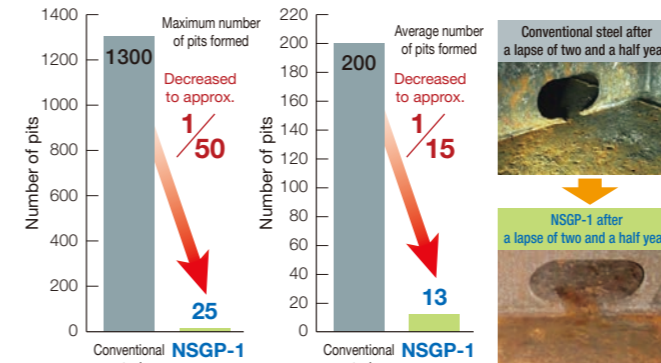 Maximum number
of pits formed
1400
1200
1000
800
600
400
200
0
Number of pits
1300
Decreased
to approx.
1/50
25
Conventional NSGP-1
Average number
of pits formed
220
200
180
160
140
120
100
80
60
40
20
0
Number of pits
200
Decreased
to approx.
1/15
13
Conventional NSGP-1
Conventional steel after
a lapse of two and a half yea
NSGP-1 after
a lapse of two and a half yea